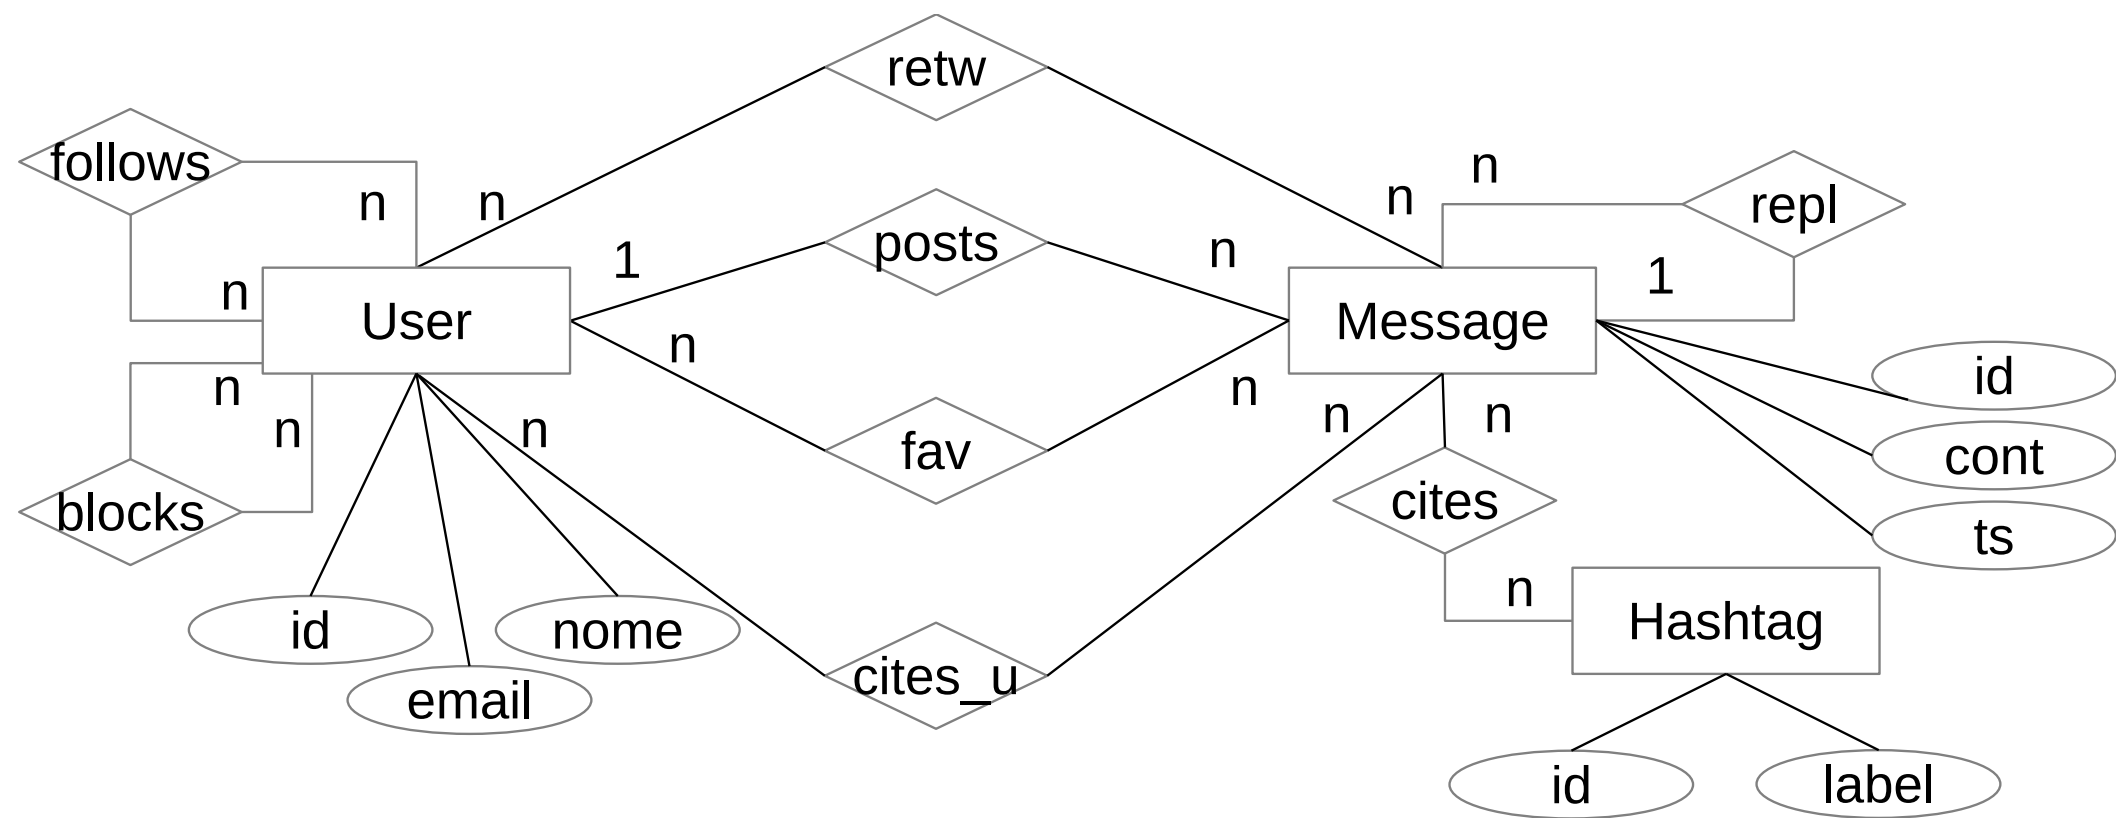 retw
follows
n
n
n
n
repl
posts
1
n
n
1
User
Message
n
n
n
n
n
n
n
id
fav
cont
blocks
cites
ts
n
id
nome
Hashtag
email
cites_u
id
label